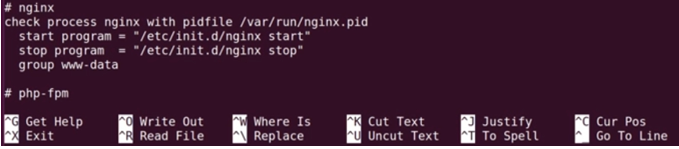 # nginx
check process nginx with pidfile /var/run/nginx.pid
  start program = "/etc/init.d/nginx start"
  stop program  = "/etc/init.d/nginx stop"
  group www-data

# php-fpm

^G Get Help  ^O Write Out  ^W Where Is  ^K Cut Text  ^J Justify  ^C Cur Pos
^X Exit  ^R Read File  ^\ Replace  ^U Uncut Text  ^T To Spell  ^_ Go To Line